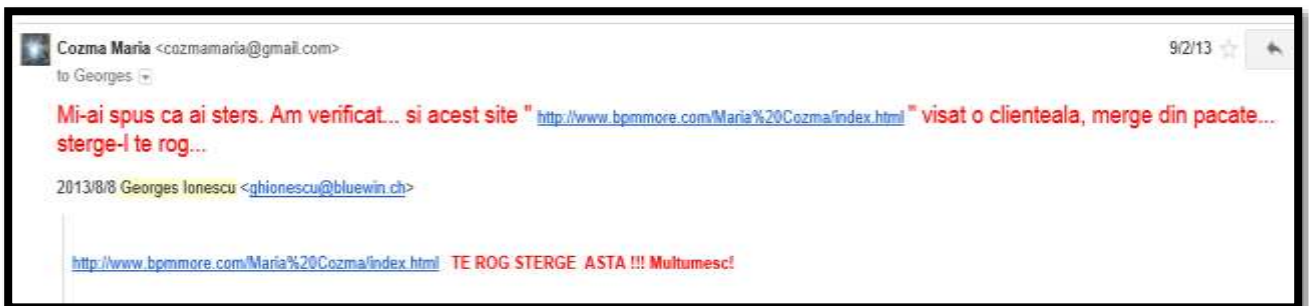 Cozma Maria <cozmamaria@gmail.com> 9/2/13
to Georges
Mi-ai spus ca ai sters. Am verificat... si acest site " http://www.bpmmore.com/Maria%20Cozma/index.html " visat o clienteala, merge din pacate...
sterge-l te rog...
2013/8/8 Georges Ionescu <ghionescu@bluewin.ch>
http://www.bpmmore.com/Maria%20Cozma/index.html TE ROG STERGE ASTA !!! Multumesc!